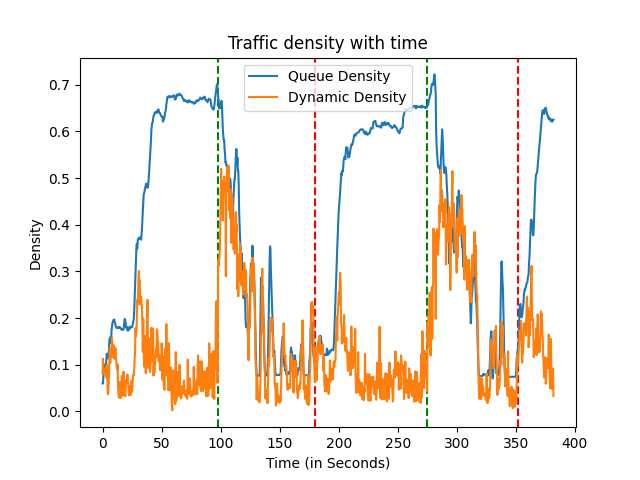 Traffic density with time
Queue Density
Dynamic Density
Density
0.7
0.6
0.5
0.4
0.3
0.2
0.1
0.0
0 50 100 150 200 250 300 350 400
Time (in Seconds)